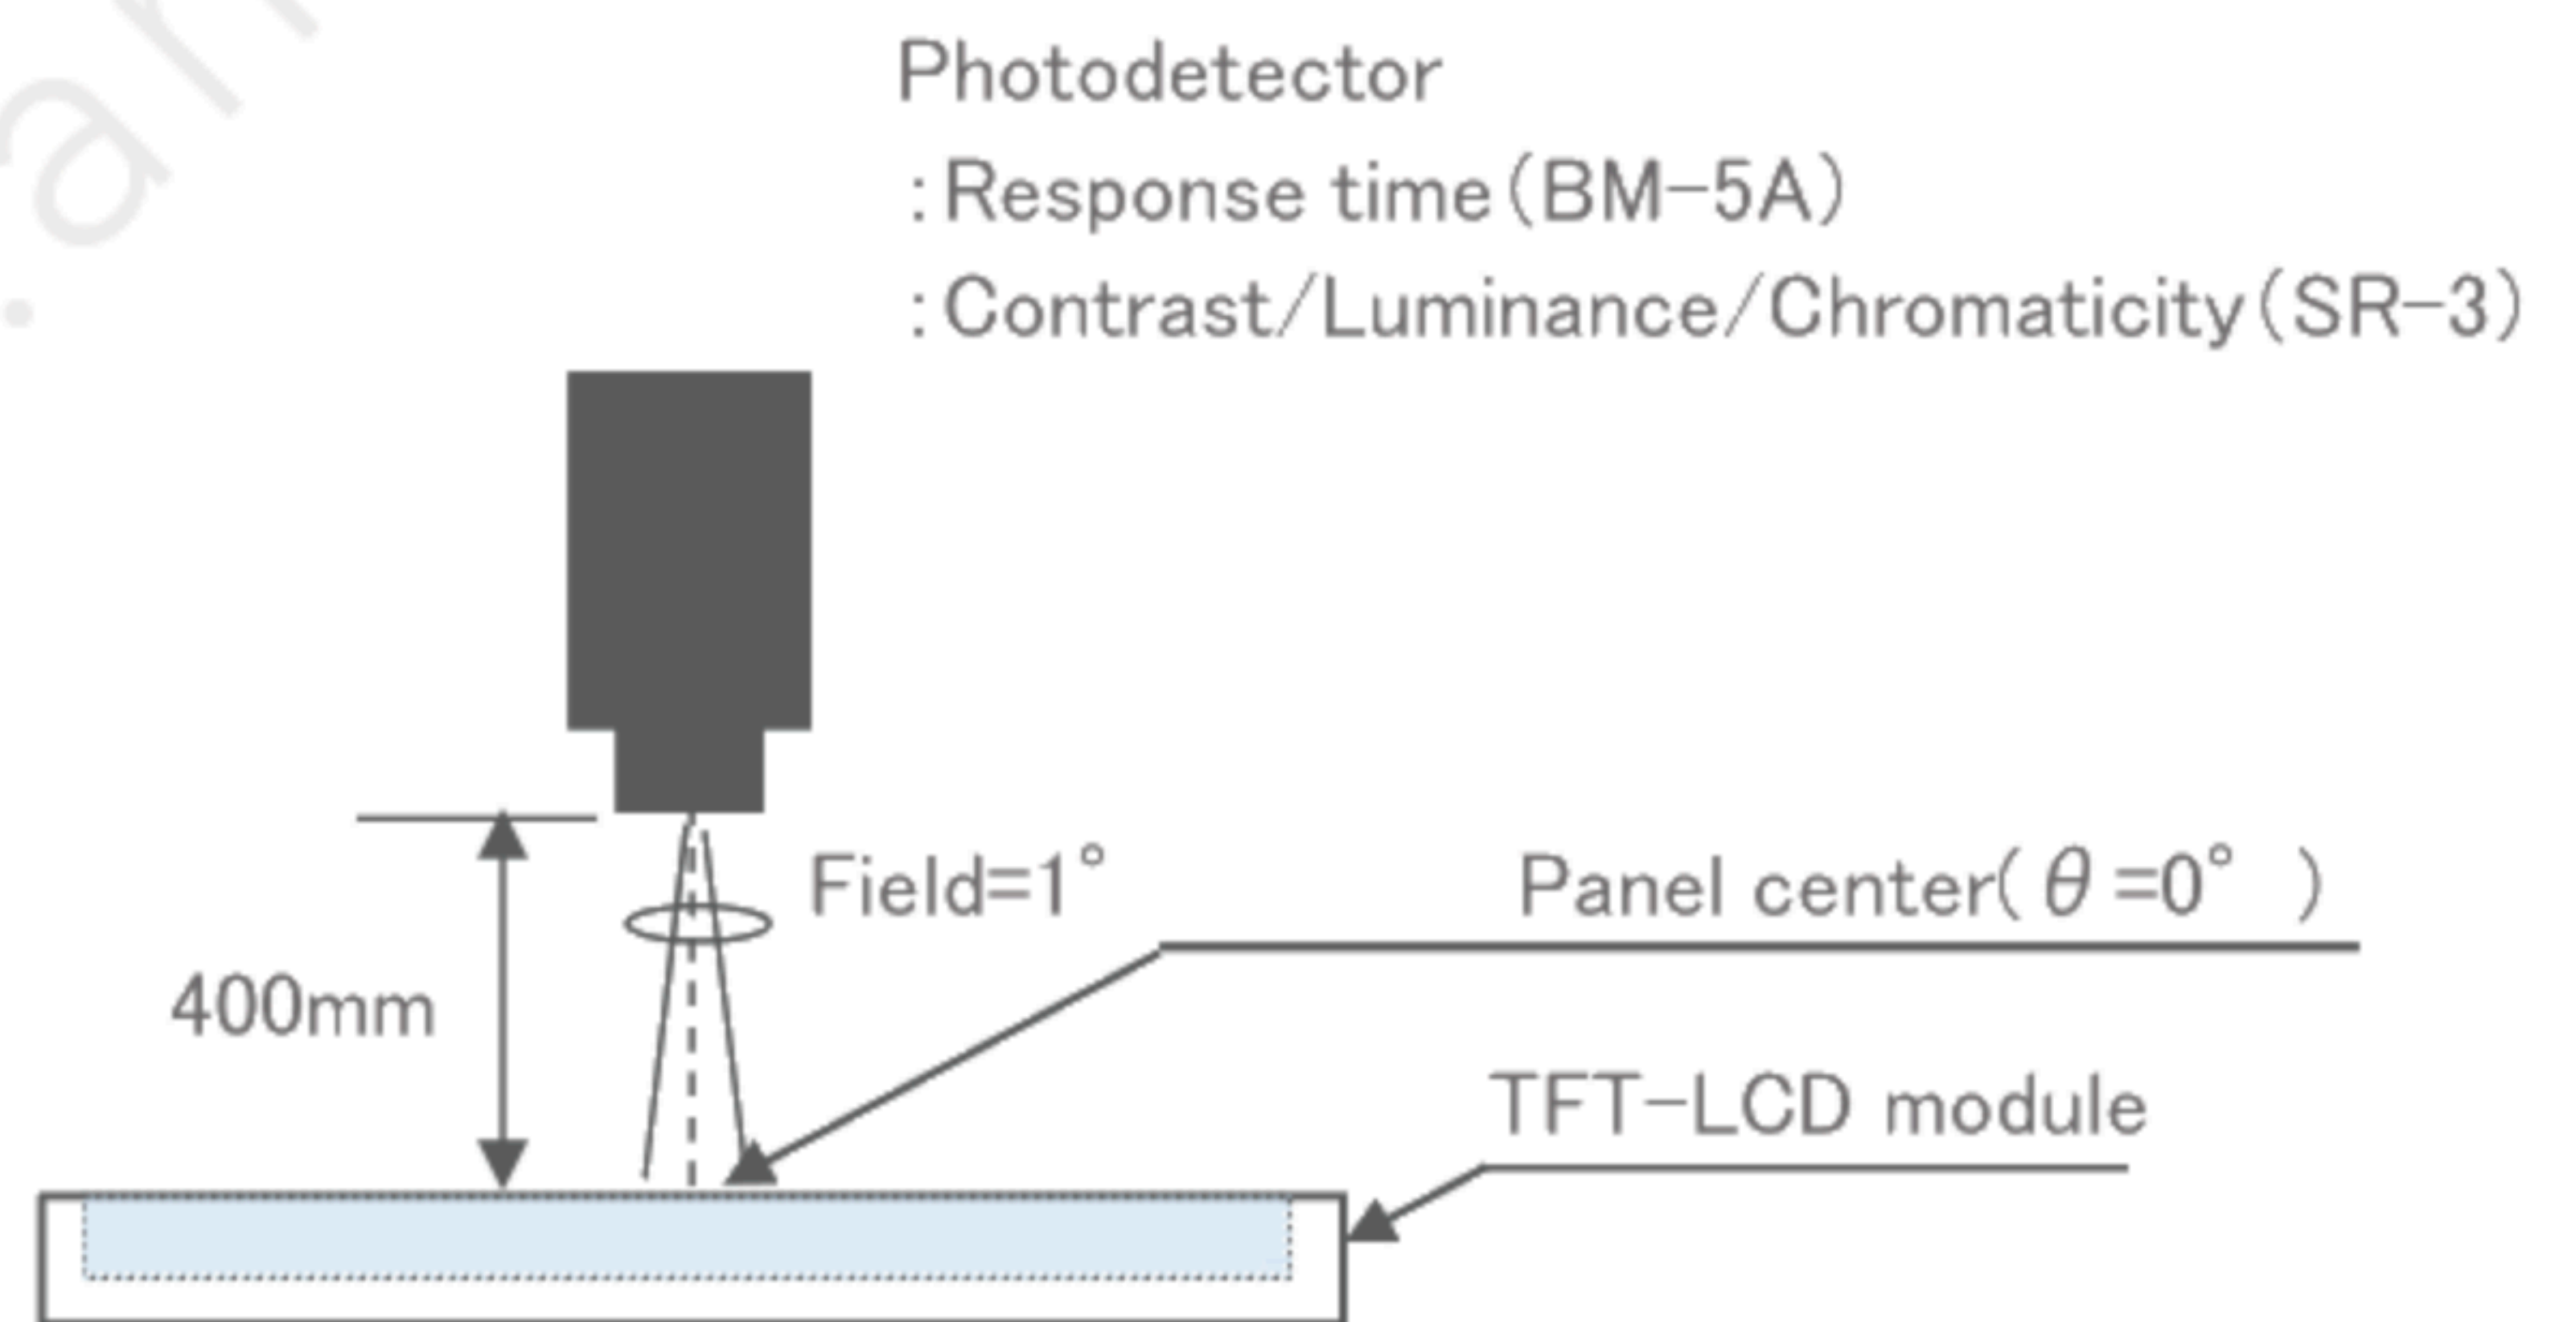 Photodetector
:Response time(BM-5A)
:Contrast/Luminance/Chromaticity(SR-3)
Field=1°
Panel center( θ =0° )
400mm
TFT-LCD module